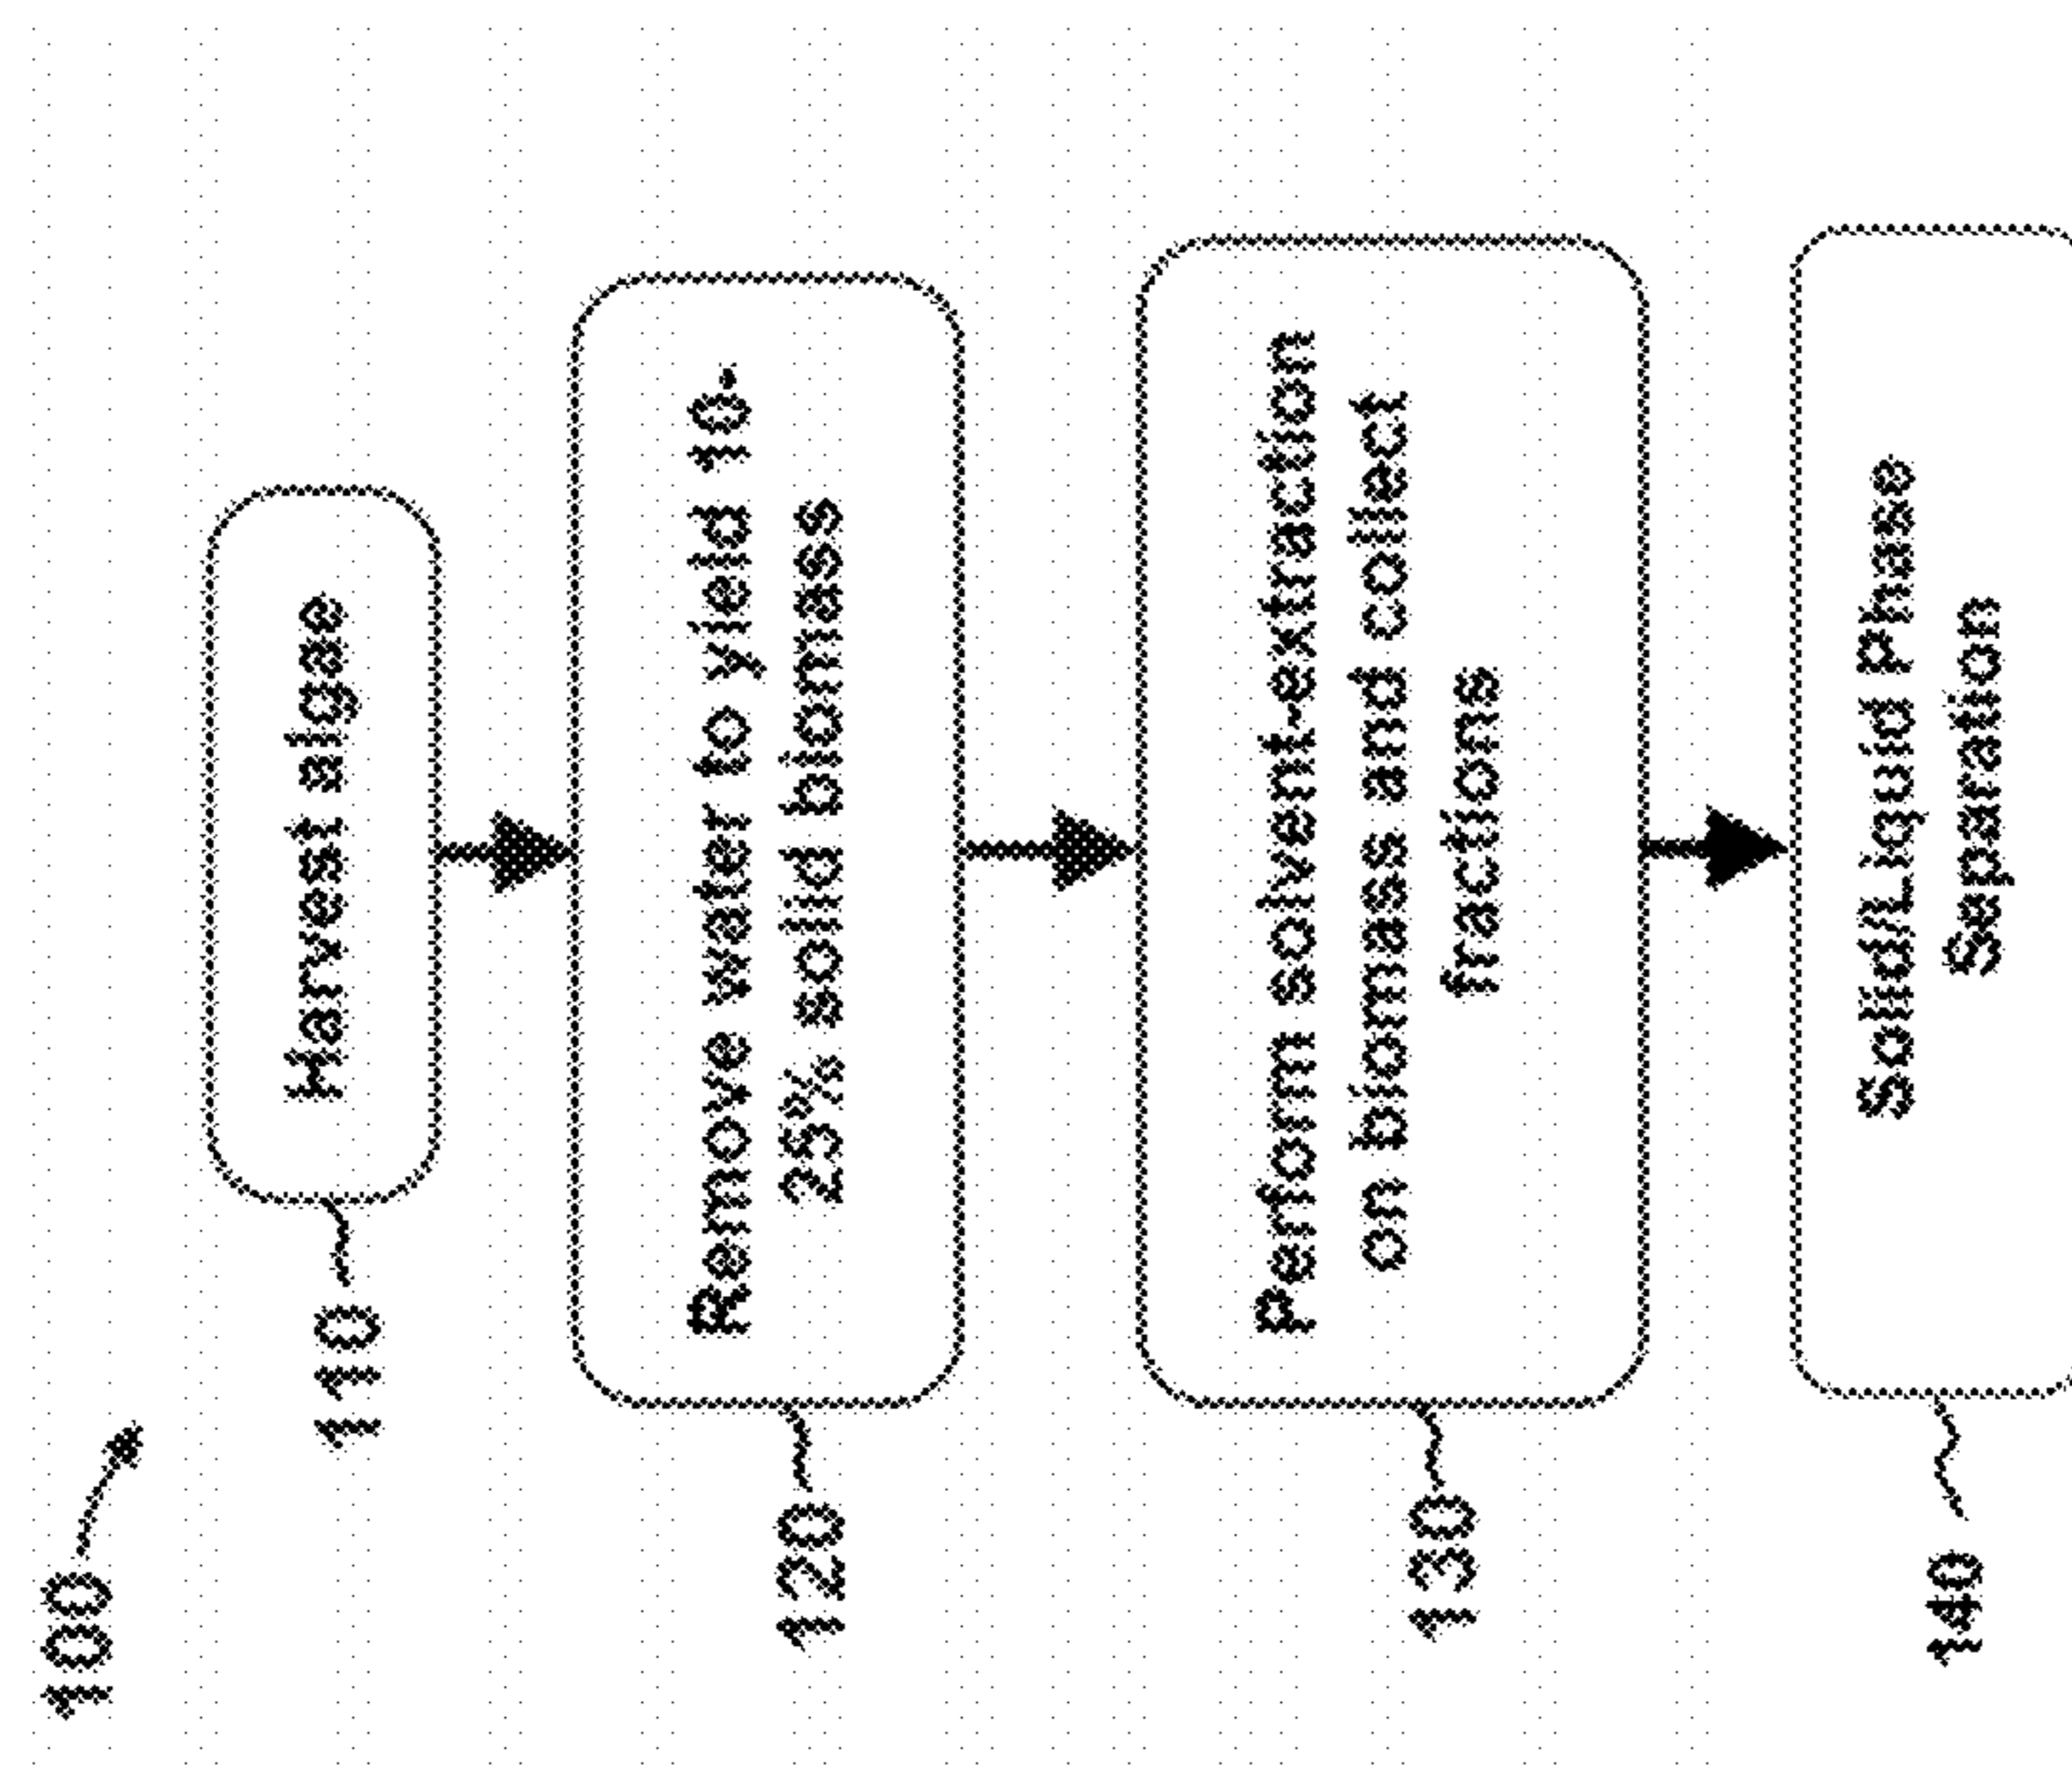 100
110
Harvest algae
120
Remove water to yield 10-
25% solid biomass
130
Perform solvent-extraction
on biomass and collect
fractions
140
Solid/Liquid Phase
Separation